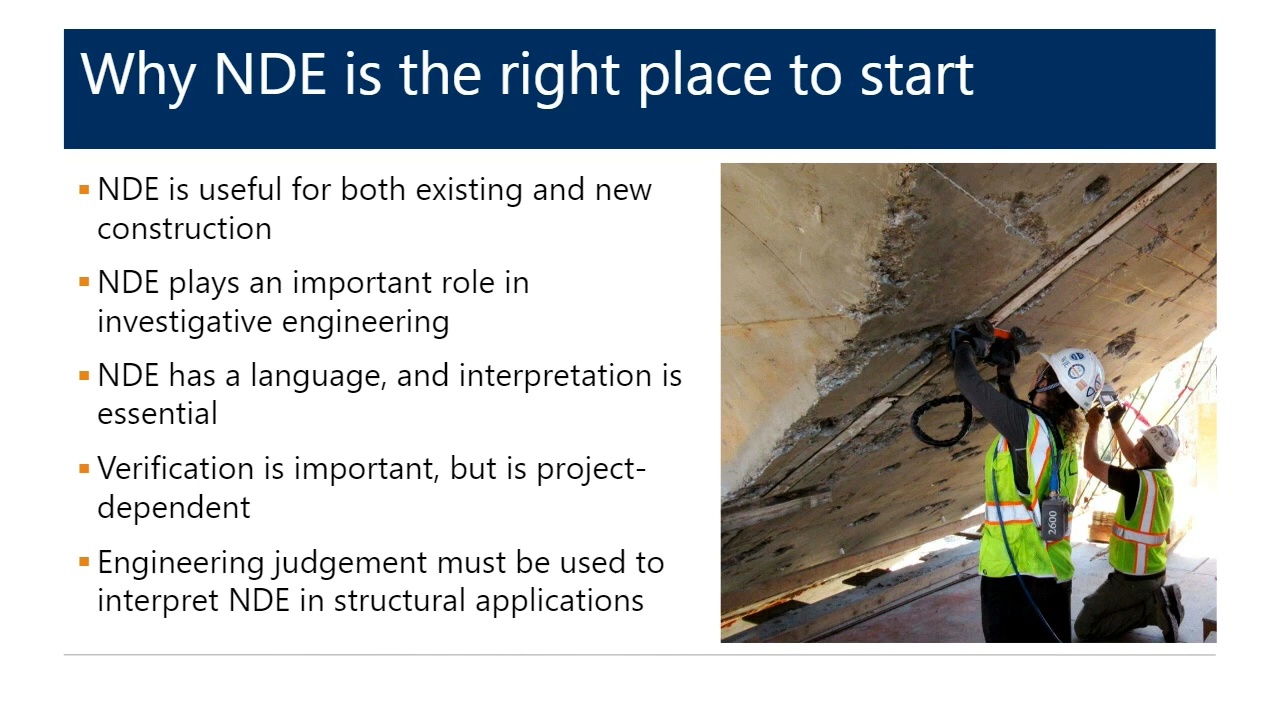 Why NDE is the right place to start
NDE is useful for both existing and new
construction
NDE plays an important role in
investigative engineering
NDE has a language, and interpretation is
essential
Verification is important, but is project-
dependent
Engineering judgement must be used to
interpret NDE in structural applications
2600